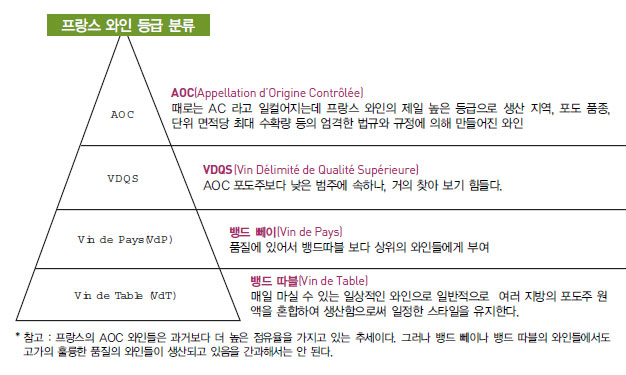 프랑스 와인 등급 분류
AOC
AOC(Appellation d'Origine Contrôlée)
때로는 AC 라고 일컬어지는데 프랑스 와인의 제일 높은 등급으로 생산 지역, 포도 품종,
단위 면적당 최대 수확량 등의 엄격한 법규와 규정에 의해 만들어진 와인
VDQS
VDQS(Vin Délimité de Qualité Supérieure)
AOC 포도주보다 낮은 범주에 속하나, 거의 찾아 보기 힘들다.
Vin de Pays(VdP)
뱅드 뻬이(Vin de Pays)
품질에 있어서 뱅드따블 보다 상위의 와인들에게 부여
Vin de Table (VdT)
뱅드 따블(Vin de Table)
매일 마실 수 있는 일상적인 와인으로 일반적으로 여러 지방의 포도주 원
액을 혼합하여 생산함으로써 일정한 스타일을 유지한다.
* 참고 : 프랑스의 AOC 와인들은 과거보다 더 높은 점유율을 가지고 있는 추세이다. 그러나 뱅드 뻬이나 뱅드 따블의 와인들에서도
고가의 훌륭한 품질의 와인들이 생산되고 있음을 간과해서는 안 된다.